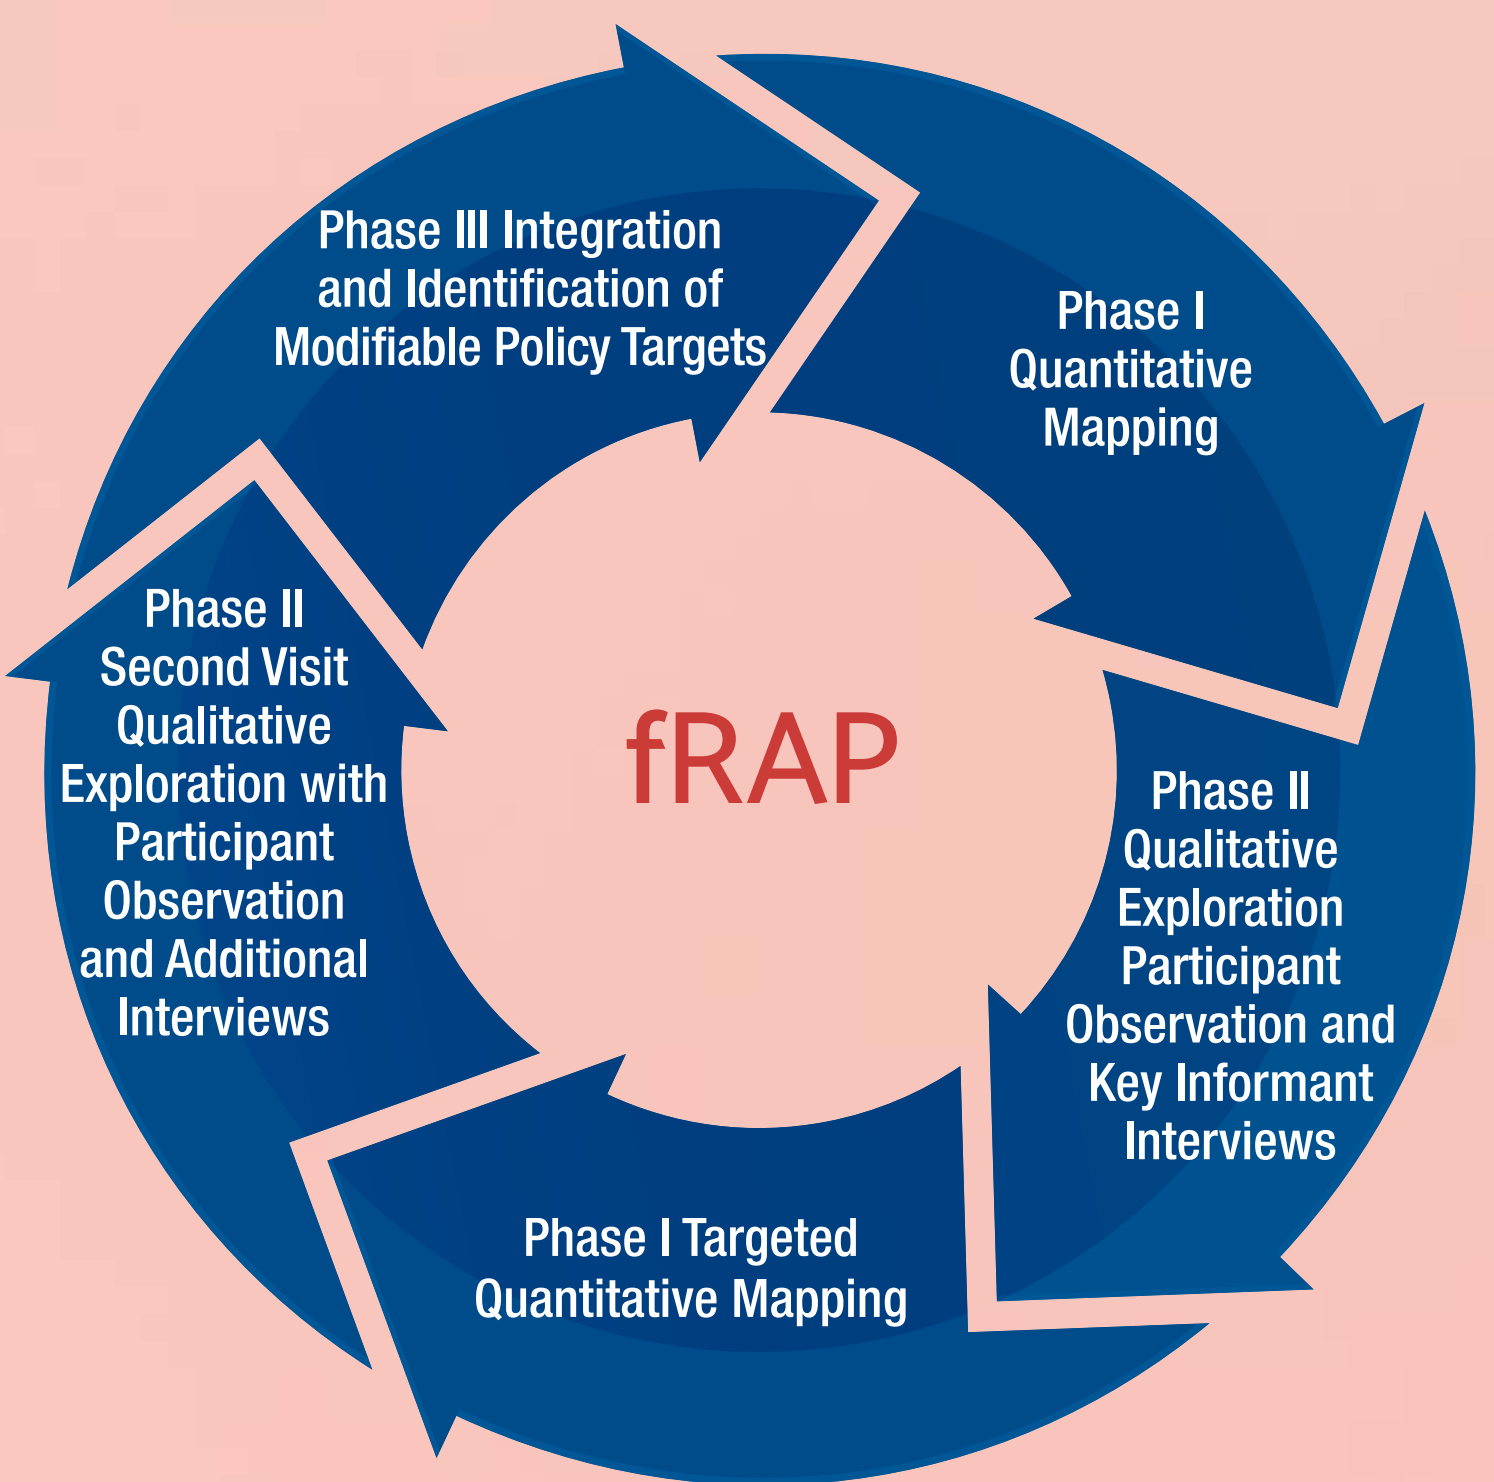 Phase III Integration
and Identification of
Modifiable Policy Targets
Phase I
Quantitative
Mapping
Phase II
Qualitative
Exploration
Participant
Observation and
Key Informant
Interviews
Phase I Targeted
Quantitative Mapping
Phase II
Second Visit
Qualitative
Exploration with
Participant
Observation
and Additional
Interviews
fRAP